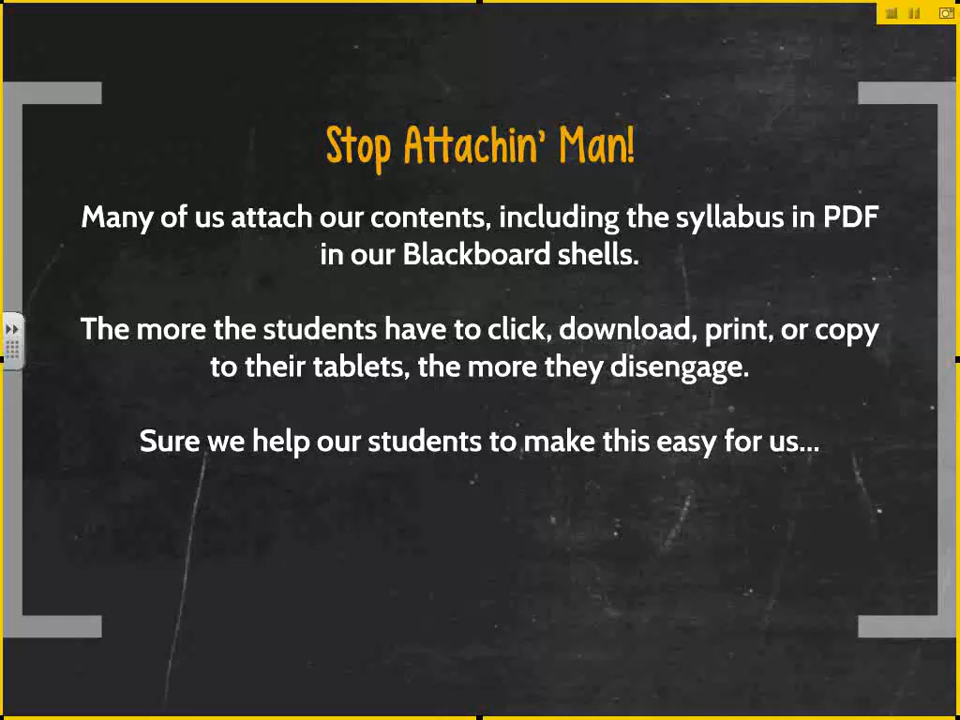 Stop Attachin' Man!
Many of us attach our contents, including the syllabus in PDF
in our Blackboard shells.
The more the students have to click, download, print, or copy
to their tablets, the more they disengage.
Sure we help our students to make this easy for us...